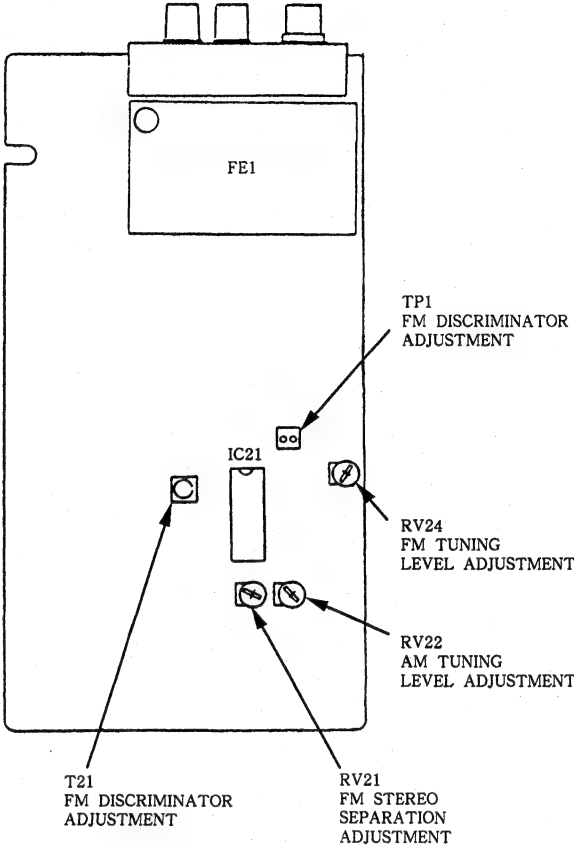 FE1
TP1
FM DISCRIMINATOR
ADJUSTMENT
IC21
RV24
FM TUNING
LEVEL ADJUSTMENT
RV22
AM TUNING
LEVEL ADJUSTMENT
T21
FM DISCRIMINATOR
ADJUSTMENT
RV21
FM STEREO
SEPARATION
ADJUSTMENT